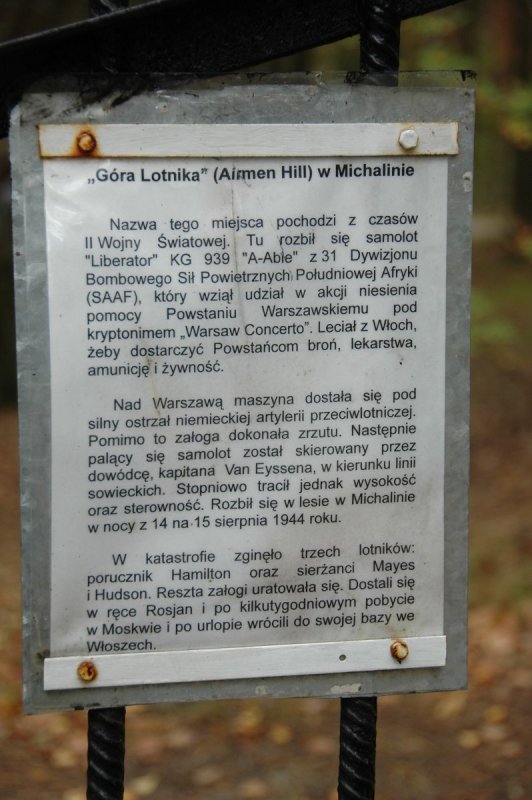 „Góra Lotnika” (Airmen Hill) w Michalinie
Nazwa tego miejsca pochodzi z czasów
II Wojny Światowej. Tu rozbił się samolot
"Liberator" KG 939 "A-Able" z 31 Dywizjonu
Bombowego Sił Powietrznych Południowej Afryki
(SAAF), który wziął udział w akcji niesienia
pomocy Powstaniu Warszawskiemu pod
kryptonimem „Warsaw Concerto”. Leciał z Włoch,
żeby dostarczyć Powstańcom broń, lekarstwa,
amunicję i żywność.
Nad Warszawą maszyna dostała się pod
silny ostrzał niemieckiej artylerii przeciwlotniczej.
Pomimo to załoga dokonała zrzutu. Następnie
palący się samolot został skierowany przez
dowódcę, kapitana Van Eyssena, w kierunku linii
sowieckich. Stopniowo tracił jednak wysokość
oraz sterowność. Rozbił się w lesie w Michalinie
w nocy z 14 na 15 sierpnia 1944 roku.
W katastrofie zginęło trzech lotników:
porucznik Hamilton oraz sierżanci Mayes
i Hudson. Reszta załogi uratowała się. Dostali się
w ręce Rosjan i po kilkutygodniowym pobycie
w Moskwie i po urlopie wrócili do swojej bazy we
Włoszech.